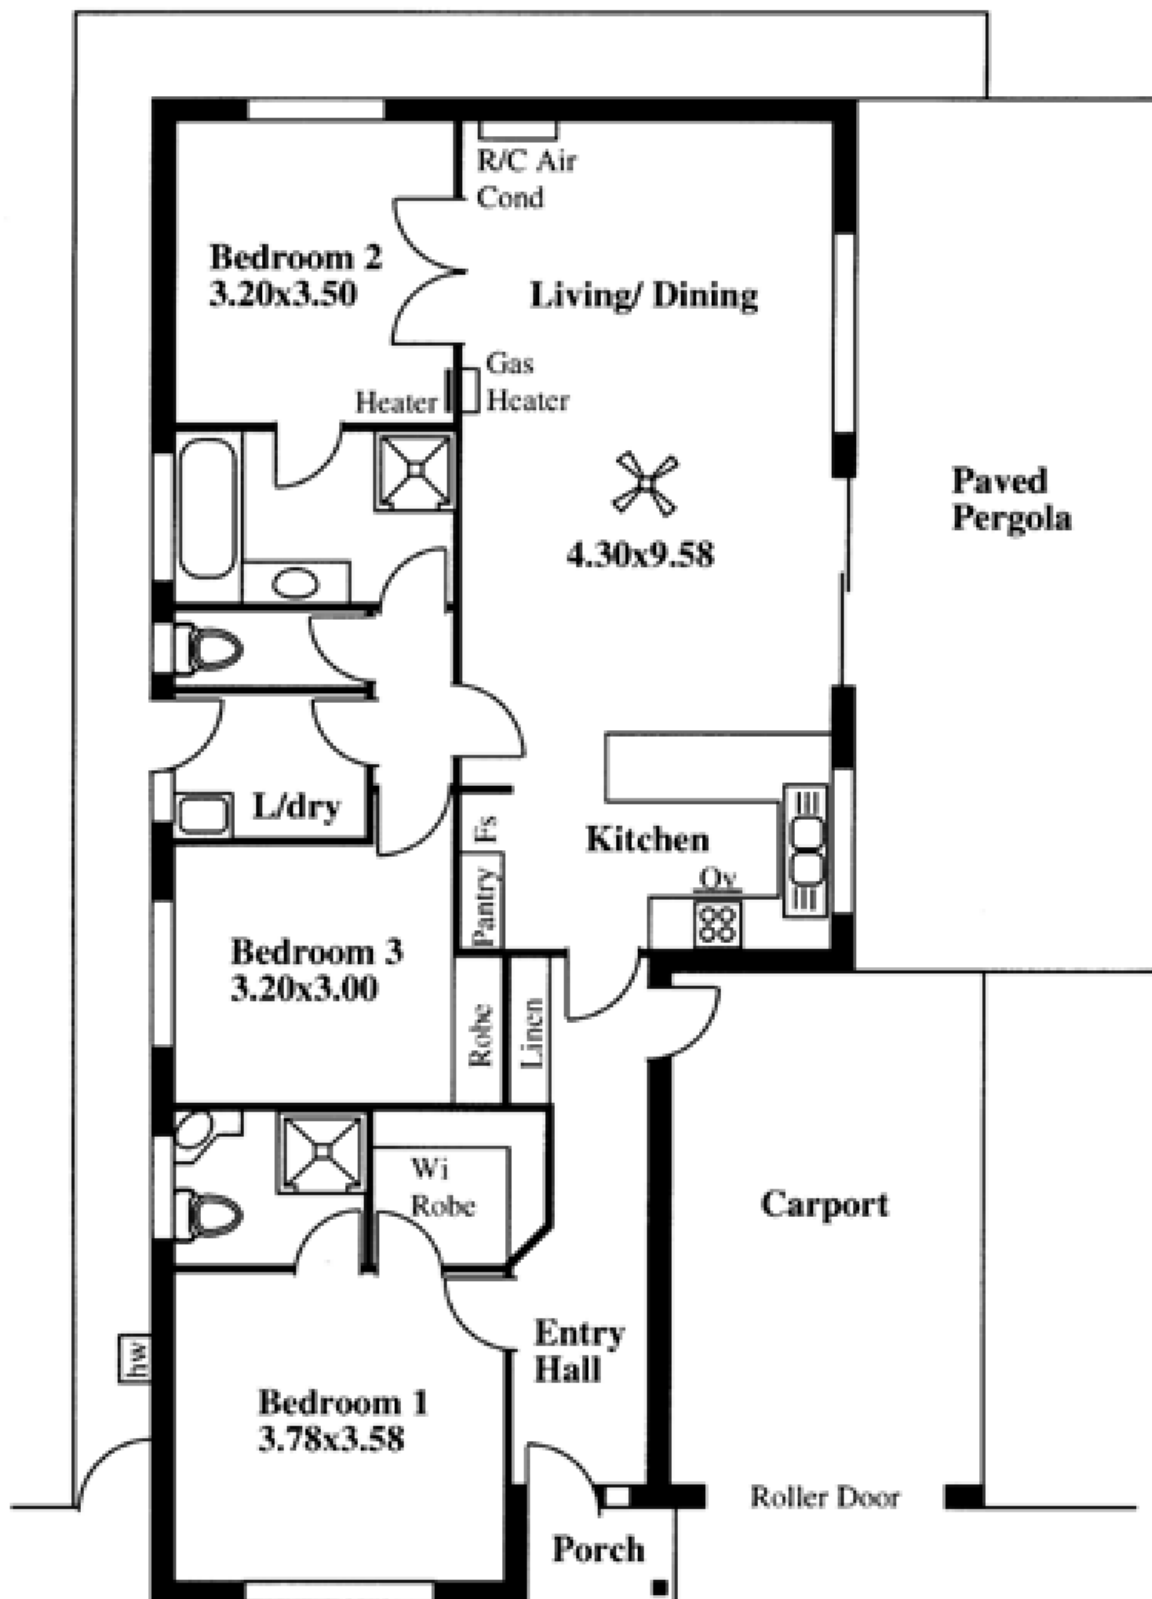 R/C Air
Cond
Bedroom 2
3.20x3.50
Living/ Dining
Gas
Heater
Heater
Paved
Pergola
4.30x9.58
L/dry
Fs
Kitchen
Pantry
Ov
Bedroom 3
3.20x3.00
Robe
Linen
Wi
Robe
Carport
Entry
Hall
hw
Bedroom 1
3.78x3.58
Roller Door
Porch